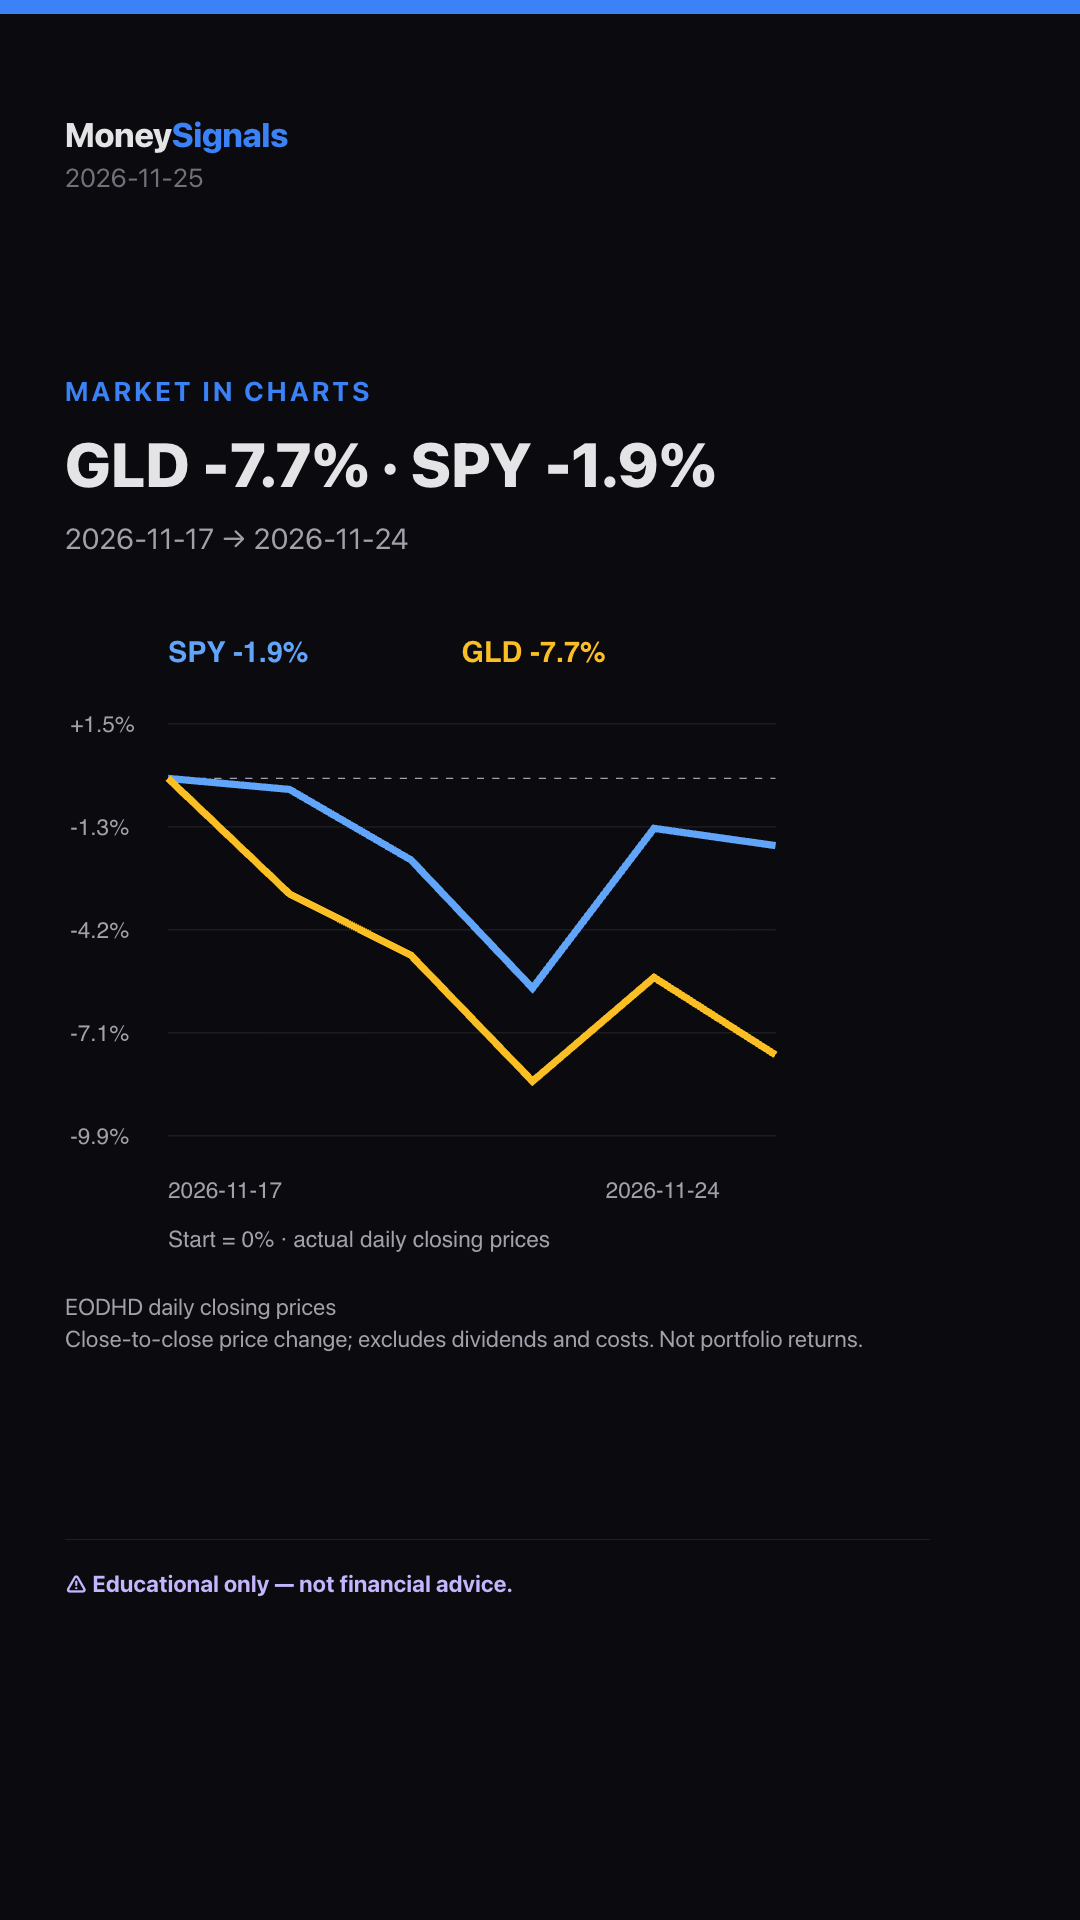 MoneySignals
2026-11-25
MARKET IN CHARTS
GLD -7.7% · SPY -1.9%
2026-11-17 → 2026-11-24
SPY -1.9% GLD -7.7%
+1.5%
-1.3%
-4.2%
-7.1%
-9.9%
2026-11-17 2026-11-24
Start = 0% · actual daily closing prices
EODHD daily closing prices
Close-to-close price change; excludes dividends and costs. Not portfolio returns.
⚠ Educational only — not financial advice.